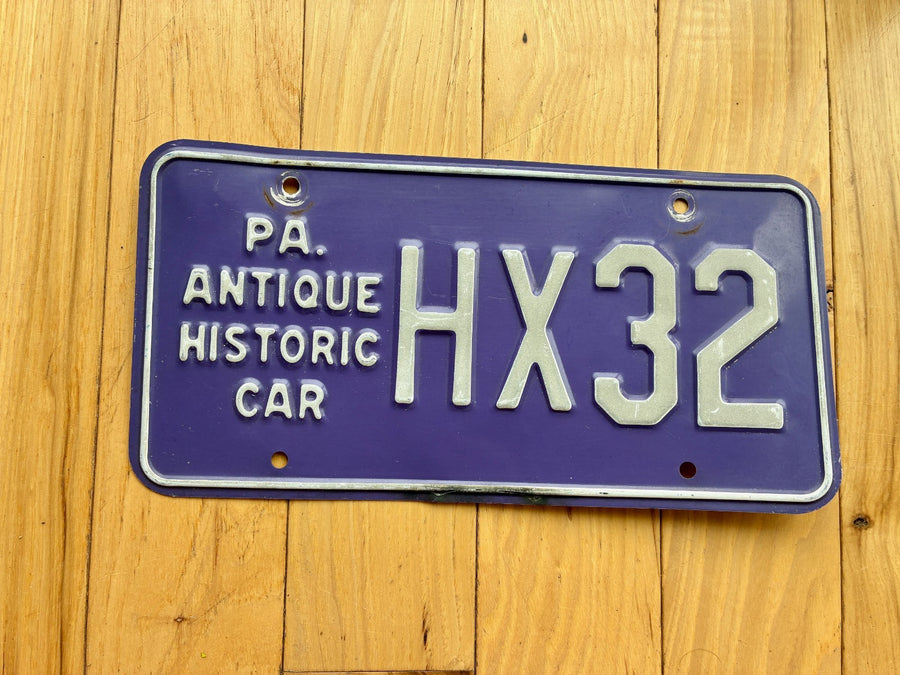 PA.
ANTIQUE
HISTORIC
CAR
HX32